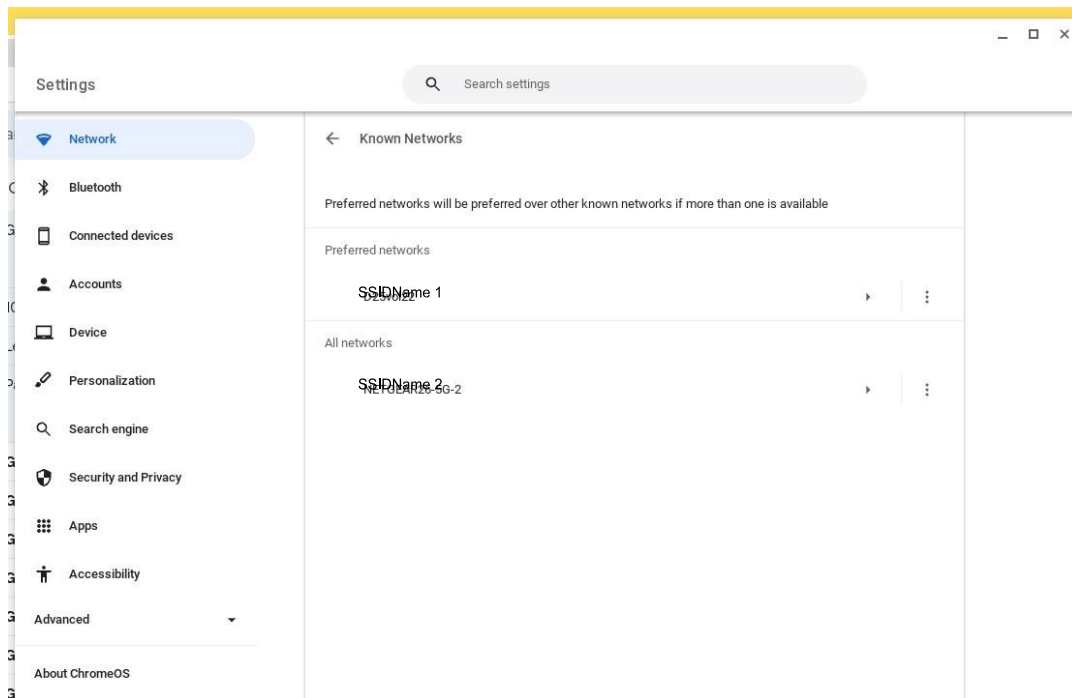 Settings
Search settings
Network
Bluetooth
Connected devices
Accounts
Device
Personalization
Search engine
Security and Privacy
Apps
Accessibility
Advanced
About ChromeOS
Known Networks
Preferred networks will be preferred over other known networks if more than one is available
Preferred networks
SSIDName 1
All networks
SSIDName 2